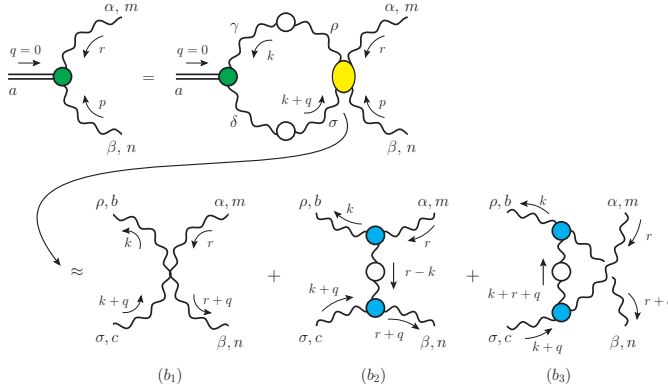 α, m α, m
q=0 r = q=0 γ k ρ r
a p a δ k+q σ p
β, n β, n
ρ, b α, m ρ, b α, m ρ, b α, m
k r k r k r
≈ + r − k + k+r+q
k+q r+q k+q r+q k+q
σ, c β, n σ, c β, n σ, c β, n
(b₁) (b₂) (b₃)